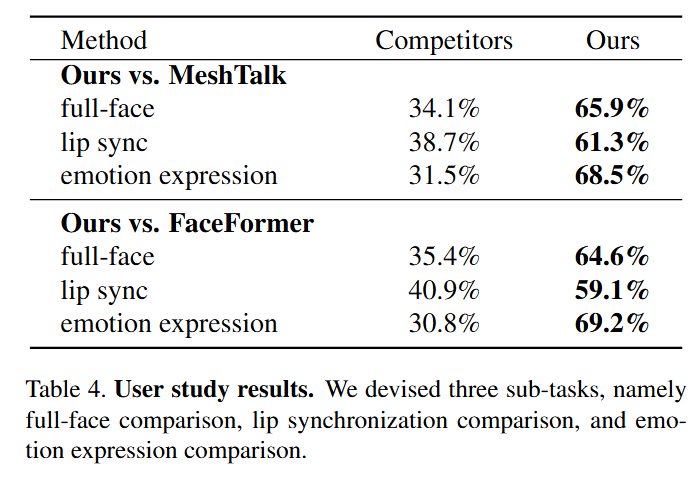 Method Competitors Ours
Ours vs. MeshTalk
full-face 34.1% 65.9%
lip sync 38.7% 61.3%
emotion expression 31.5% 68.5%
Ours vs. FaceFormer
full-face 35.4% 64.6%
lip sync 40.9% 59.1%
emotion expression 30.8% 69.2%
Table 4. User study results. We devised three sub-tasks, namely
full-face comparison, lip synchronization comparison, and emo-
tion expression comparison.